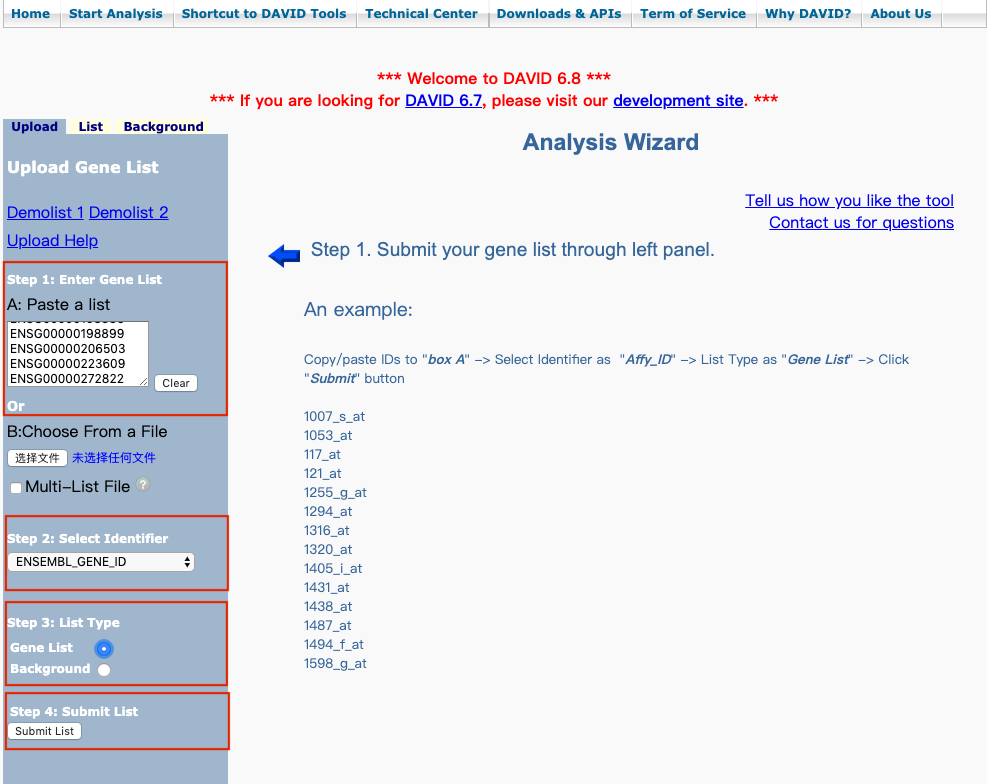 Home Start Analysis Shortcut to DAVID Tools Technical Center Downloads & APIs Term of Service Why DAVID? About Us
*** Welcome to DAVID 6.8 ***
*** If you are looking for DAVID 6.7, please visit our development site. ***
Upload List Background
Upload Gene List
Demolist 1 Demolist 2
Upload Help
Step 1: Enter Gene List
A: Paste a list
ENSG00000198899
ENSG00000206503
ENSG00000223609
ENSG00000272822
Clear
Or
B:Choose From a File
选择文件 未选择任何文件
Multi-List File ?
Step 2: Select Identifier
ENSEMBL_GENE_ID
Step 3: List Type
Gene List
Background
Step 4: Submit List
Submit List
Analysis Wizard
Tell us how you like the tool
Contact us for questions
Step 1. Submit your gene list through left panel.
An example:
Copy/paste IDs to "box A" -> Select Identifier as "Affy_ID" -> List Type as "Gene List" -> Click
"Submit" button
1007_s_at
1053_at
117_at
121_at
1255_g_at
1294_at
1316_at
1320_at
1405_i_at
1431_at
1438_at
1487_at
1494_f_at
1598_g_at